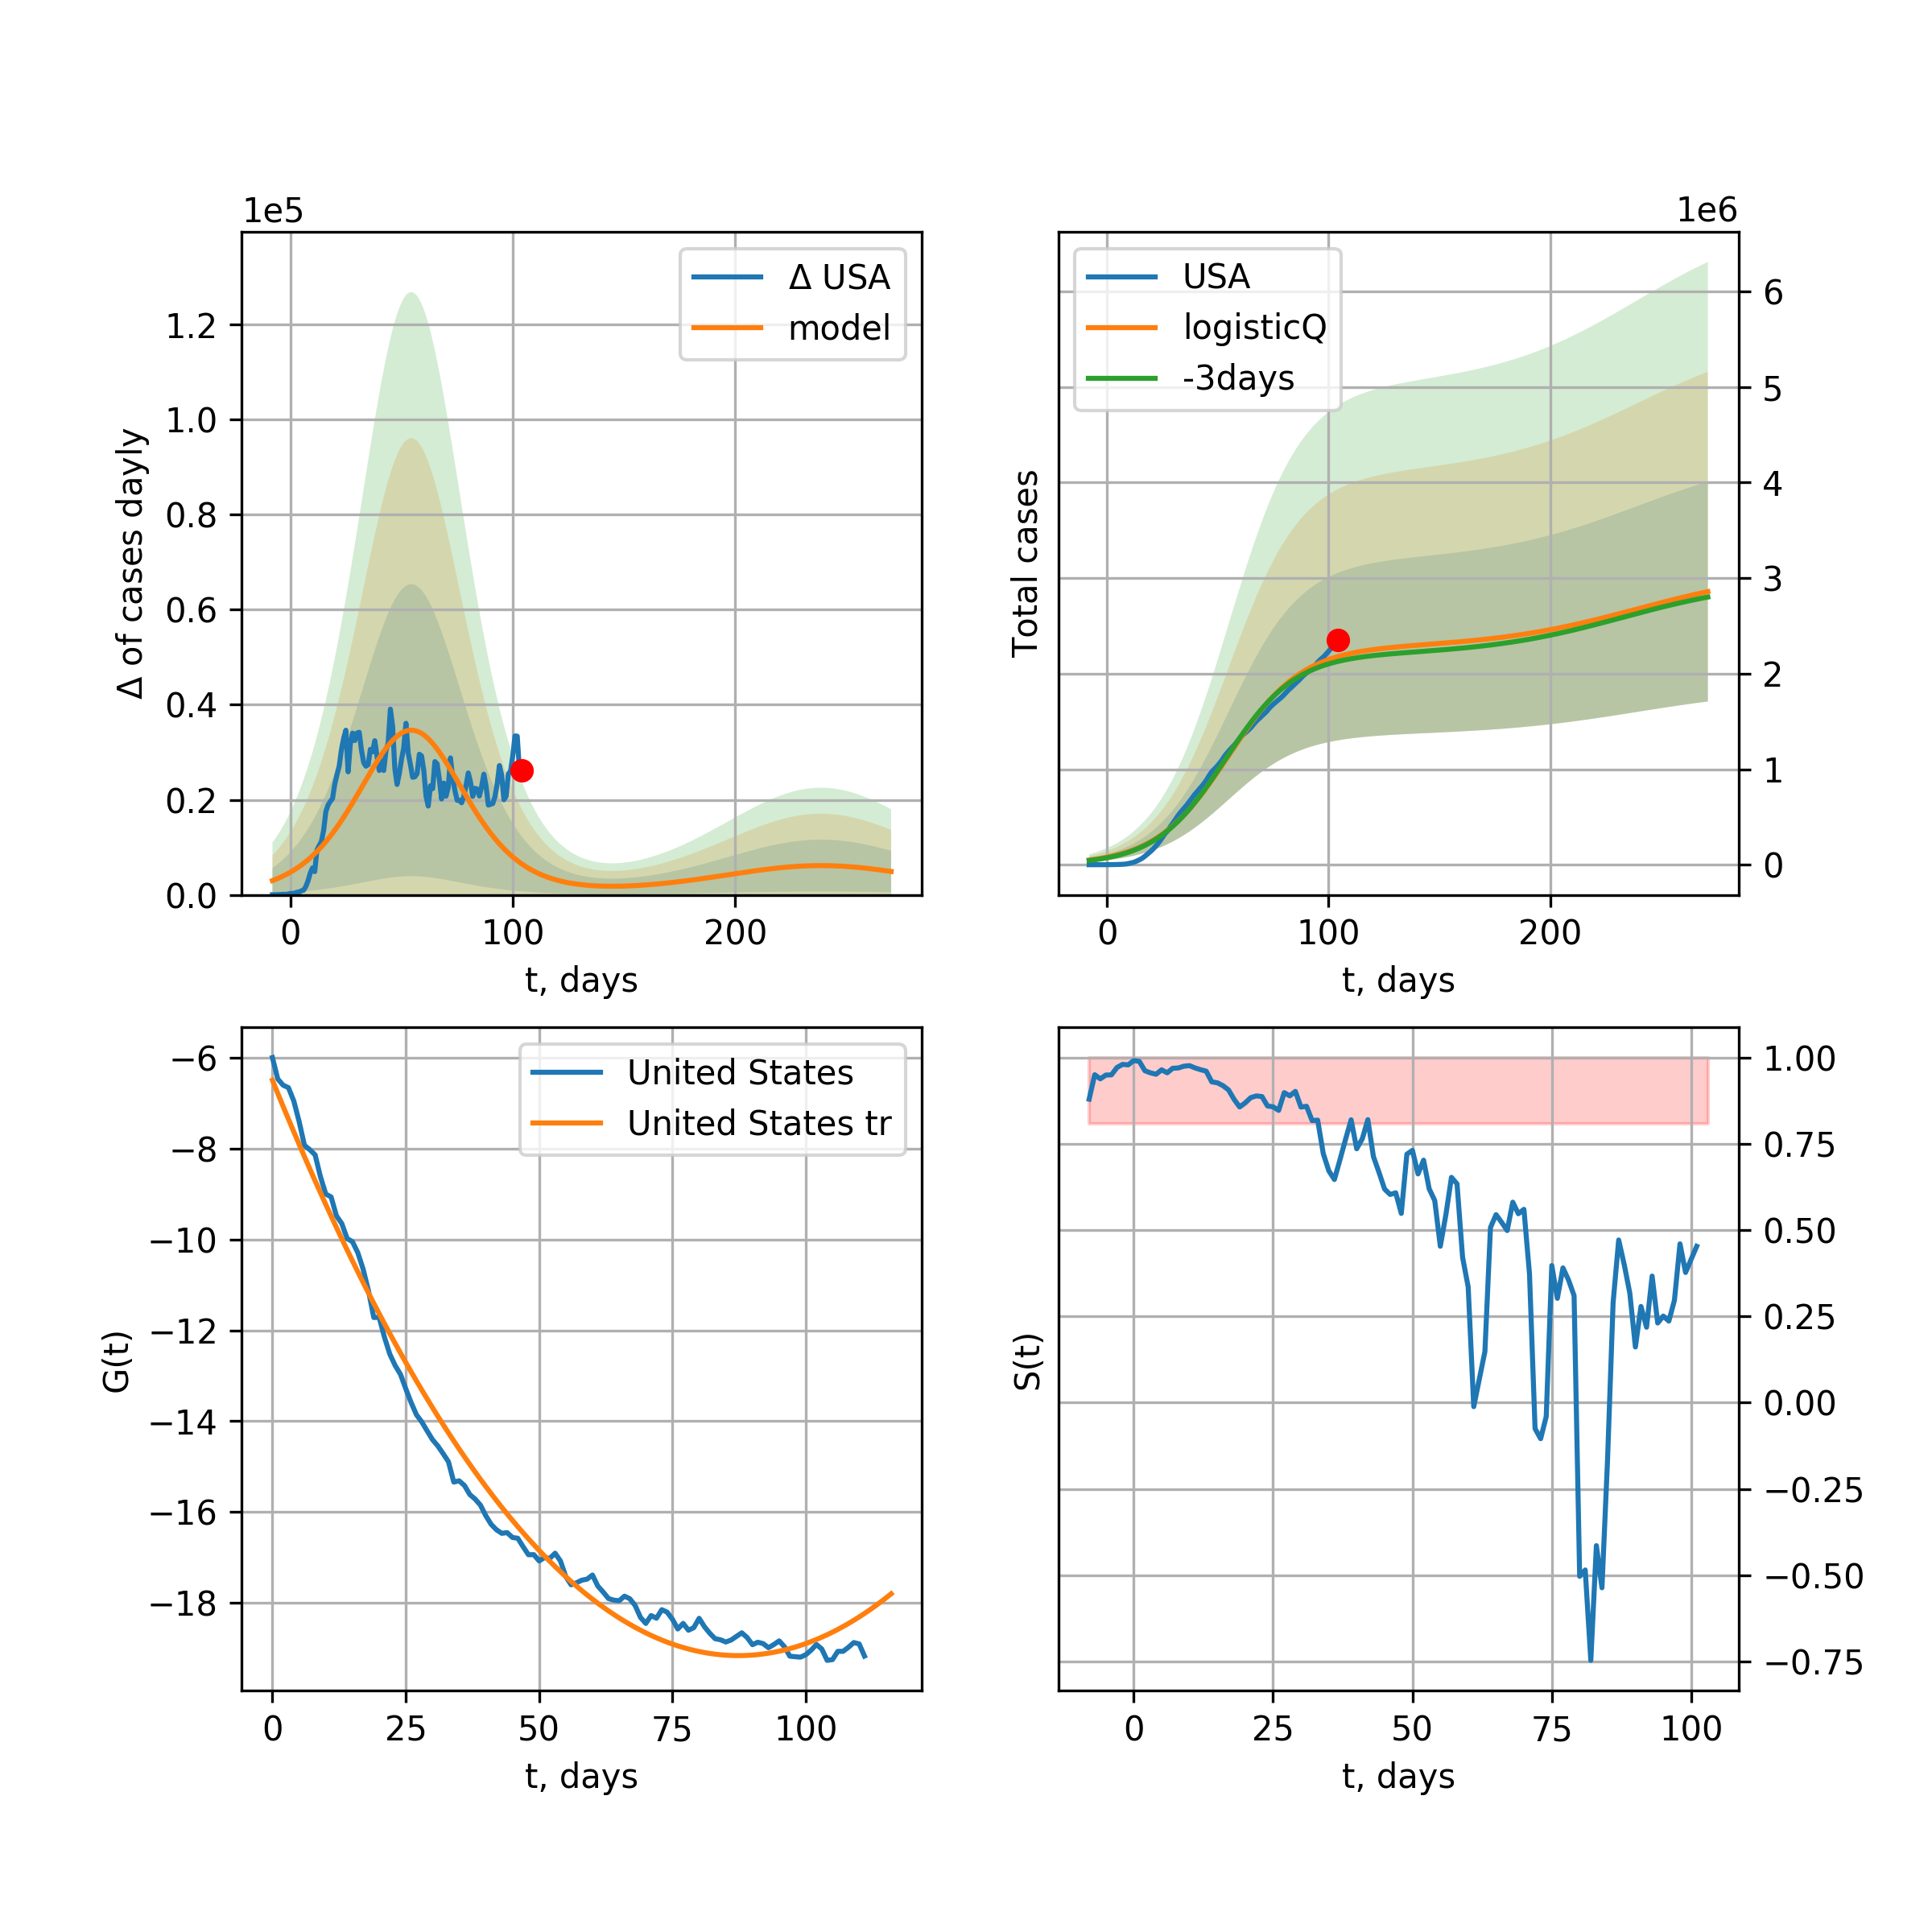 1e5
Δ USA
model
1.2
1.0
0.8
0.6
0.4
0.2
0.0
Δ of cases dayly
0 100 200
t, days
1e6
USA
logisticQ
-3days
6
5
4
3
2
1
0
Total cases
0 100 200
t, days
United States
United States tr
−6
−8
−10
−12
−14
−16
−18
G(t)
0 25 50 75 100
t, days
1.00
0.75
0.50
0.25
0.00
−0.25
−0.50
−0.75
S(t)
0 25 50 75 100
t, days